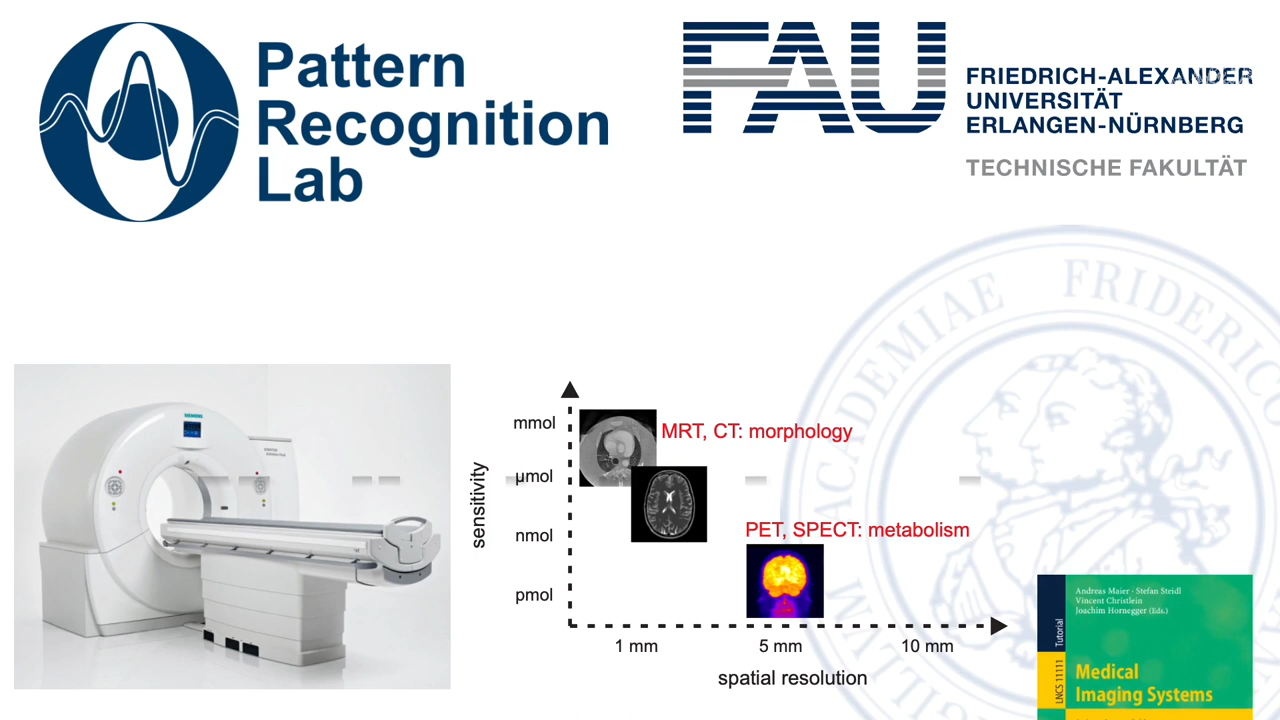 Pattern
Recognition
Lab
FAU
FRIEDRICH-ALEXANDER
UNIVERSITÄT
ERLANGEN-NÜRNBERG
TECHNISCHE FAKULTÄT
ACADEMIAE FRIDERICO
SIEMENS
sensitivity
mmol
µmol
nmol
pmol
MRT, CT: morphology
PET, SPECT: metabolism
1 mm
5 mm
10 mm
spatial resolution
Andreas Maier · Stefan Steidl
Vincent Christlein
Joachim Hornegger (Eds.)
Tutorial
LNCS 11111
Medical
Imaging Systems